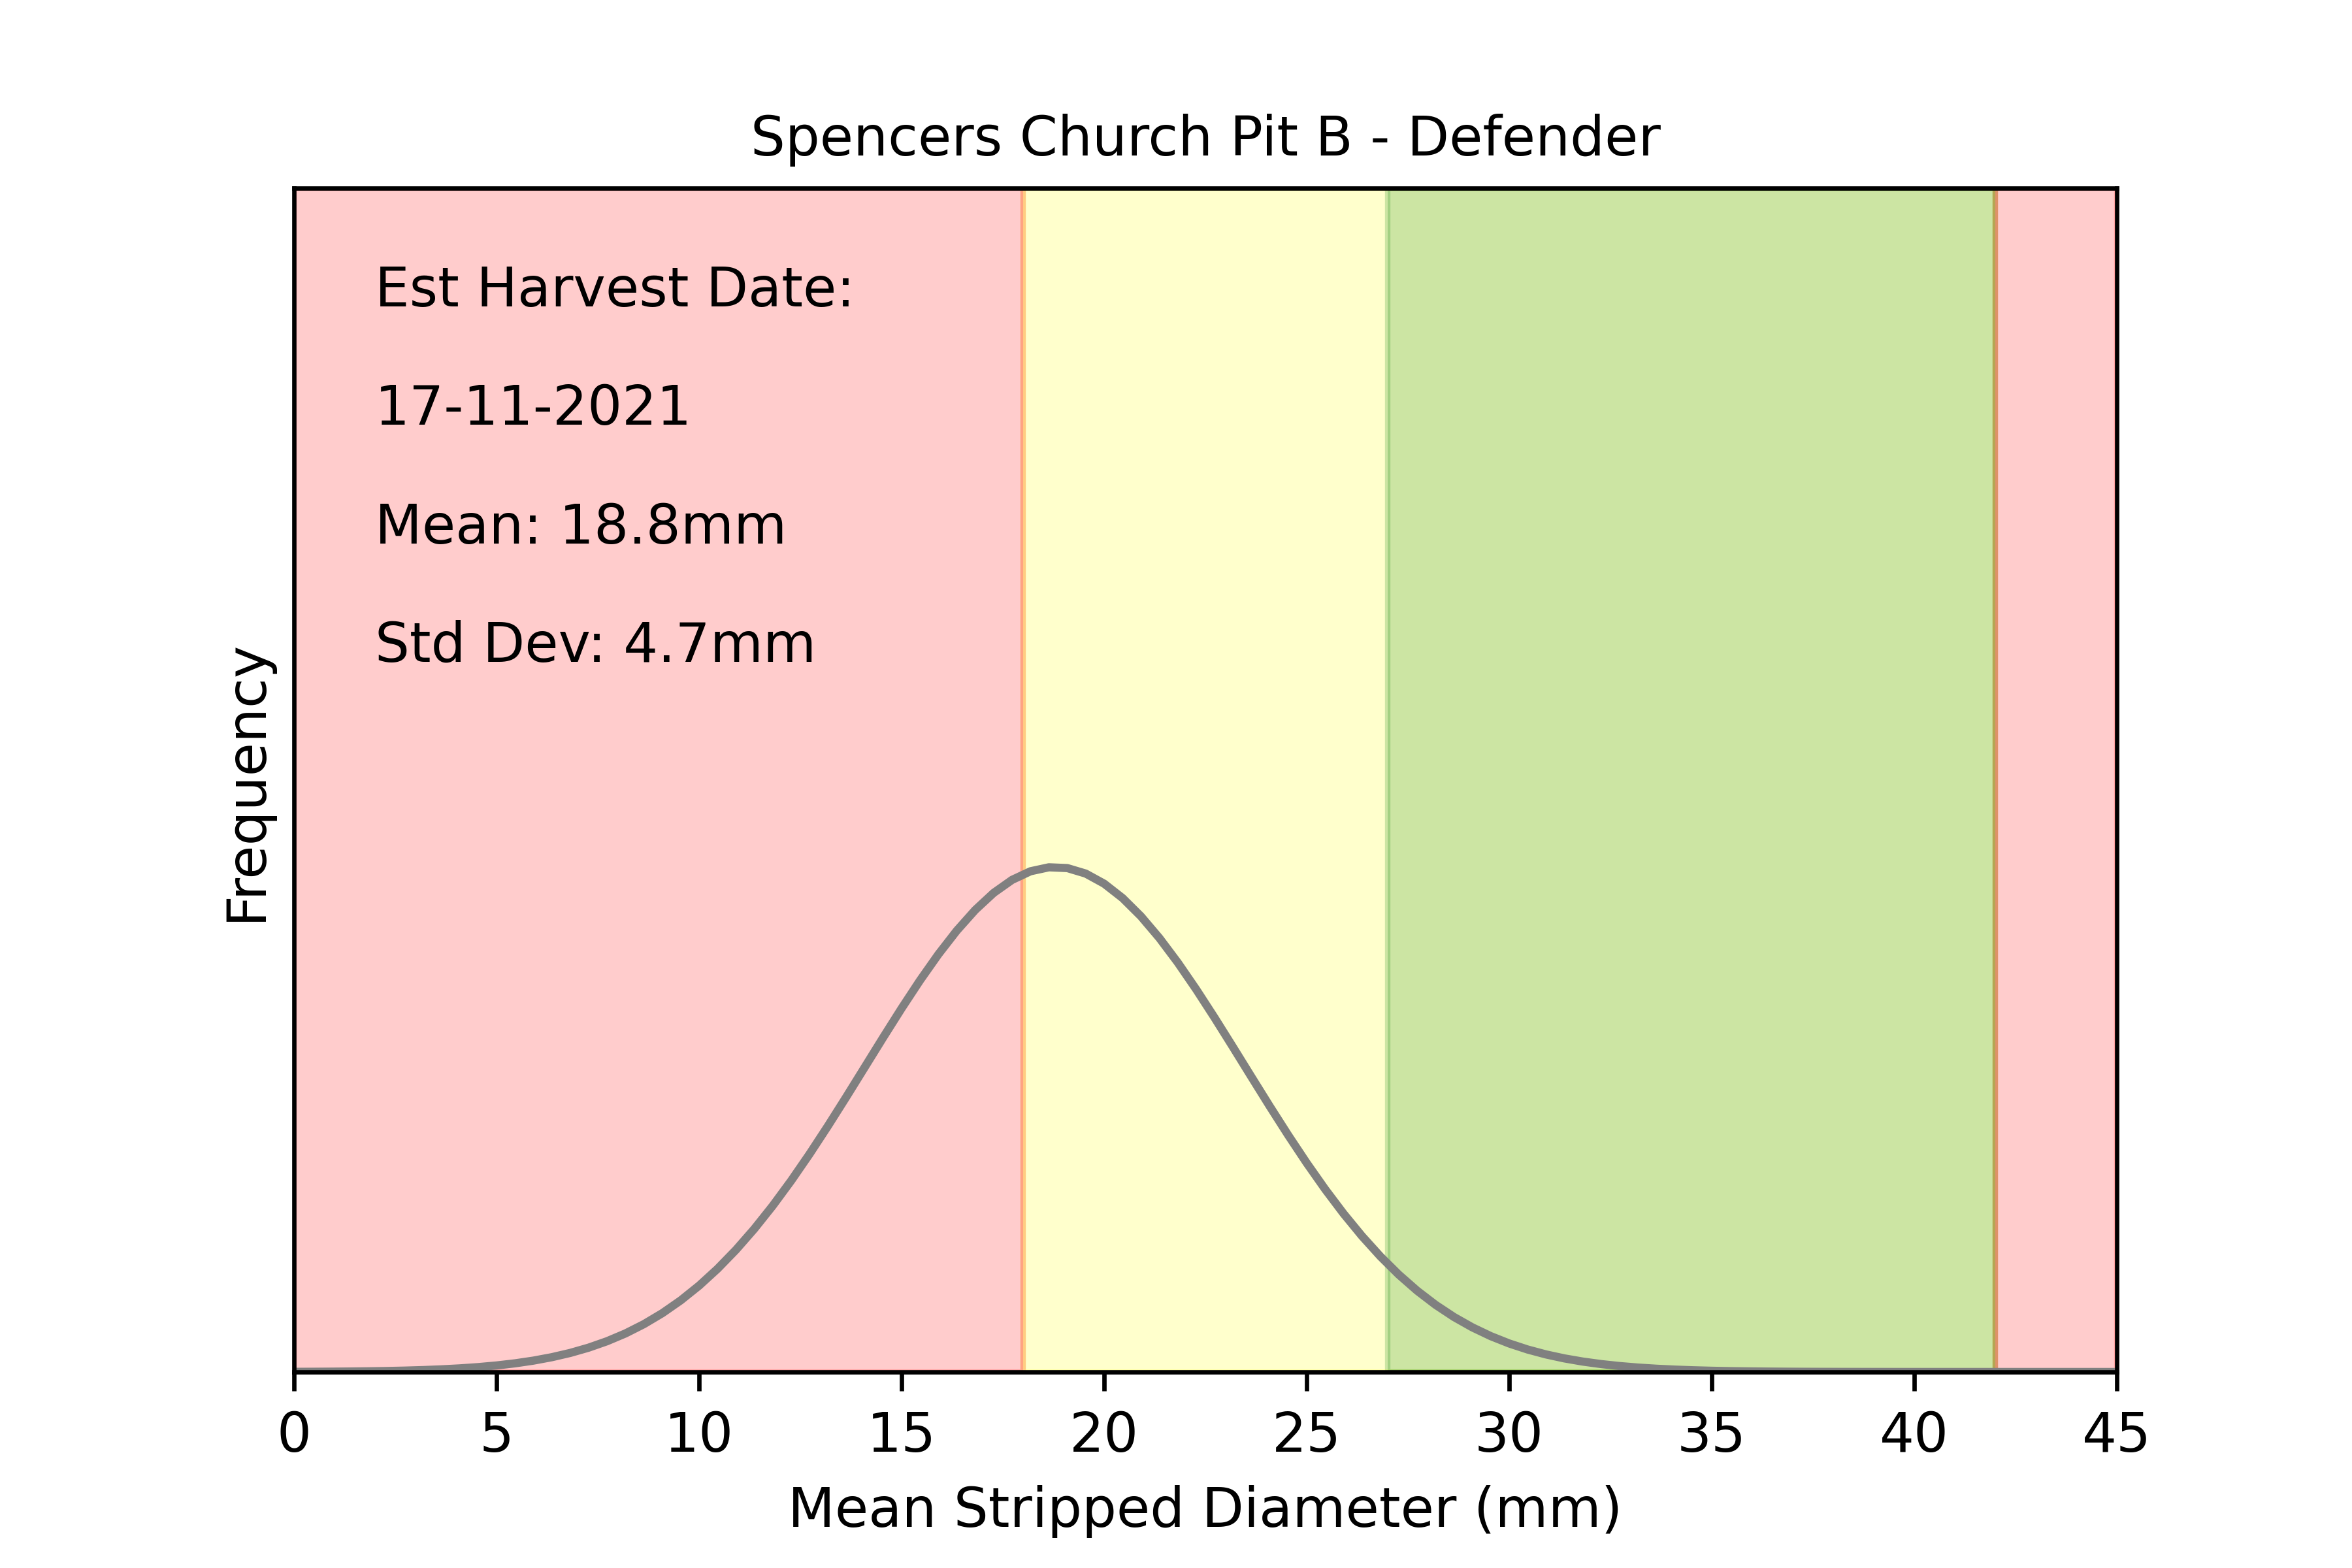 Spencers Church Pit B - Defender
Est Harvest Date:
17-11-2021
Mean: 18.8mm
Std Dev: 4.7mm
Frequency
0 5 10 15 20 25 30 35 40 45
Mean Stripped Diameter (mm)